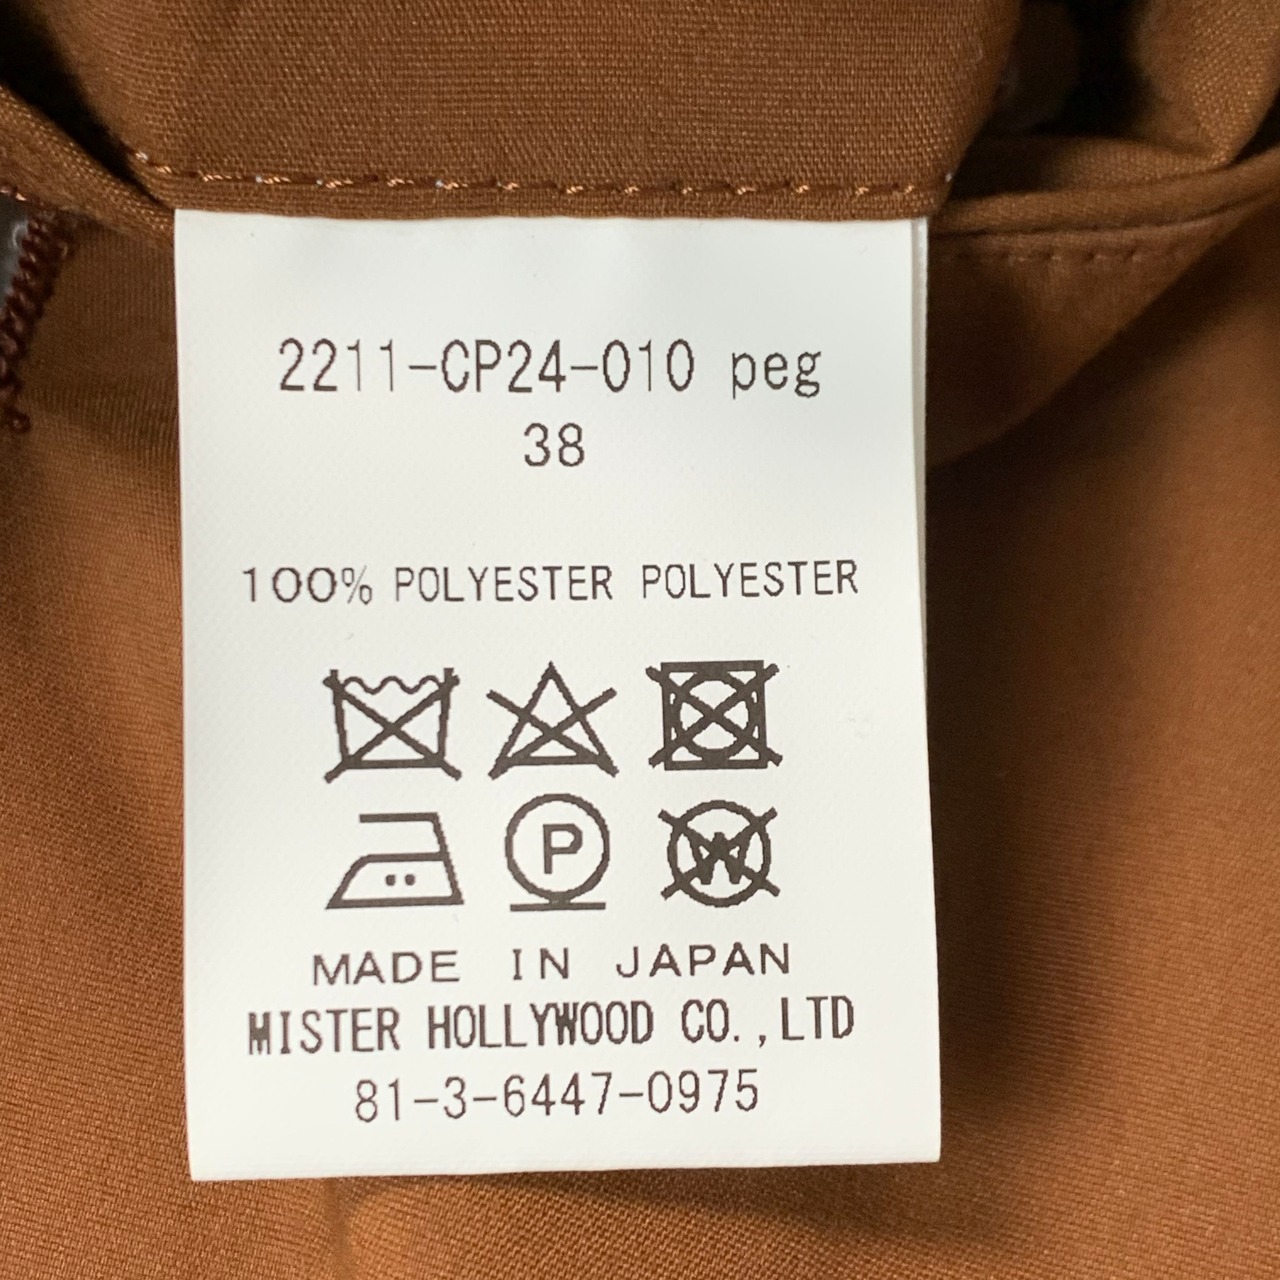 2211-CP24-010 peg
38
100% POLYESTER POLYESTER
P W
MADE IN JAPAN
MISTER HOLLYWOOD CO.,LTD
81-3-6447-0975